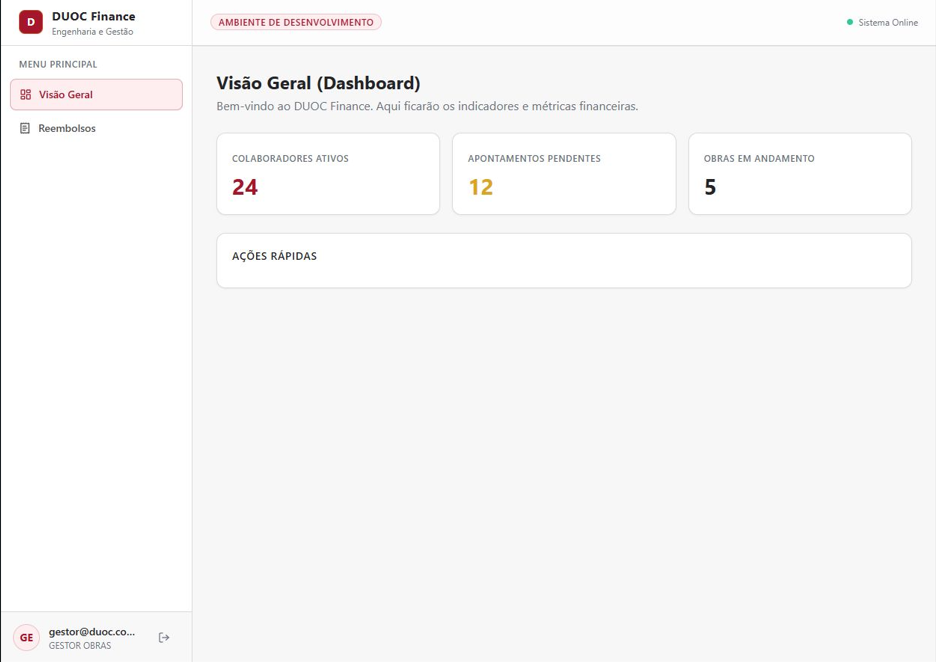 D
DUOC Finance
Engenharia e Gestão
MENU PRINCIPAL
Visão Geral
Reembolsos
GE
gestor@duoc.co...
GESTOR OBRAS
AMBIENTE DE DESENVOLVIMENTO
Sistema Online
Visão Geral (Dashboard)
Bem-vindo ao DUOC Finance. Aqui ficarão os indicadores e métricas financeiras.
COLABORADORES ATIVOS
24
APONTAMENTOS PENDENTES
12
OBRAS EM ANDAMENTO
5
AÇÕES RÁPIDAS